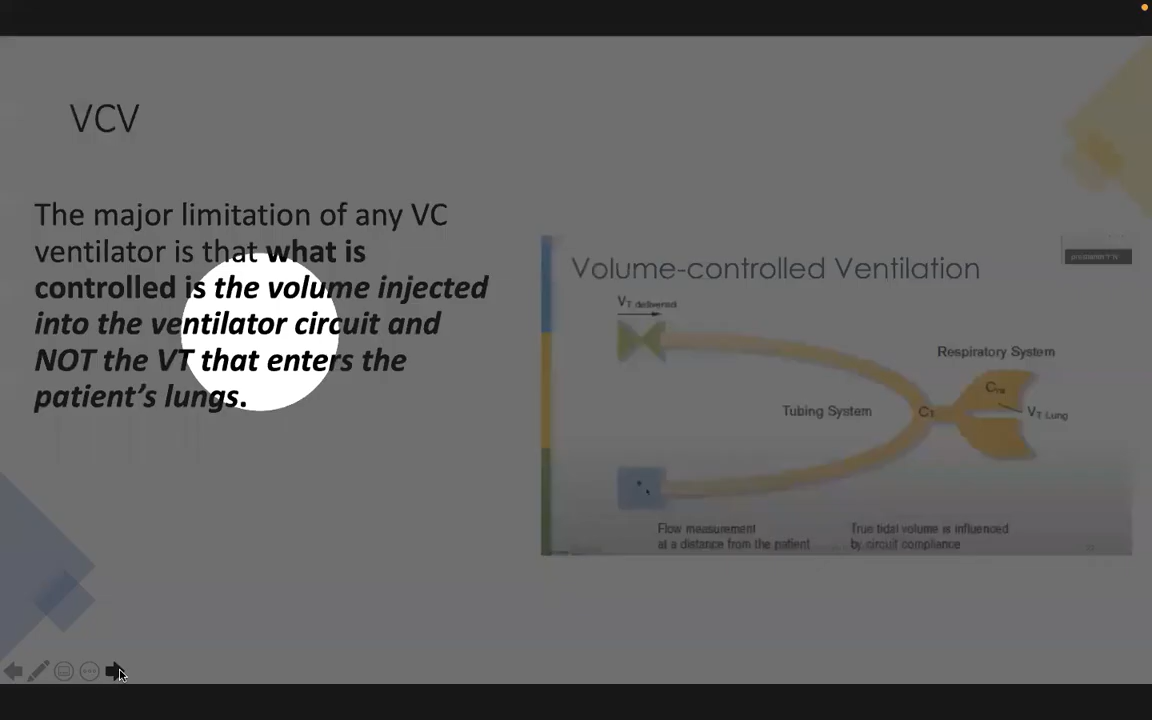 VCV
The major limitation of any VC
ventilator is that what is
controlled is the volume injected
into the ventilator circuit and
NOT the VT that enters the
patient's lungs.
Volume-controlled Ventilation
VT delivered
Respiratory System
Crs
Tubing System
CT
VT Lung
Flow measurement
at a distance from the patient
True tidal volume is influenced
by circuit compliance